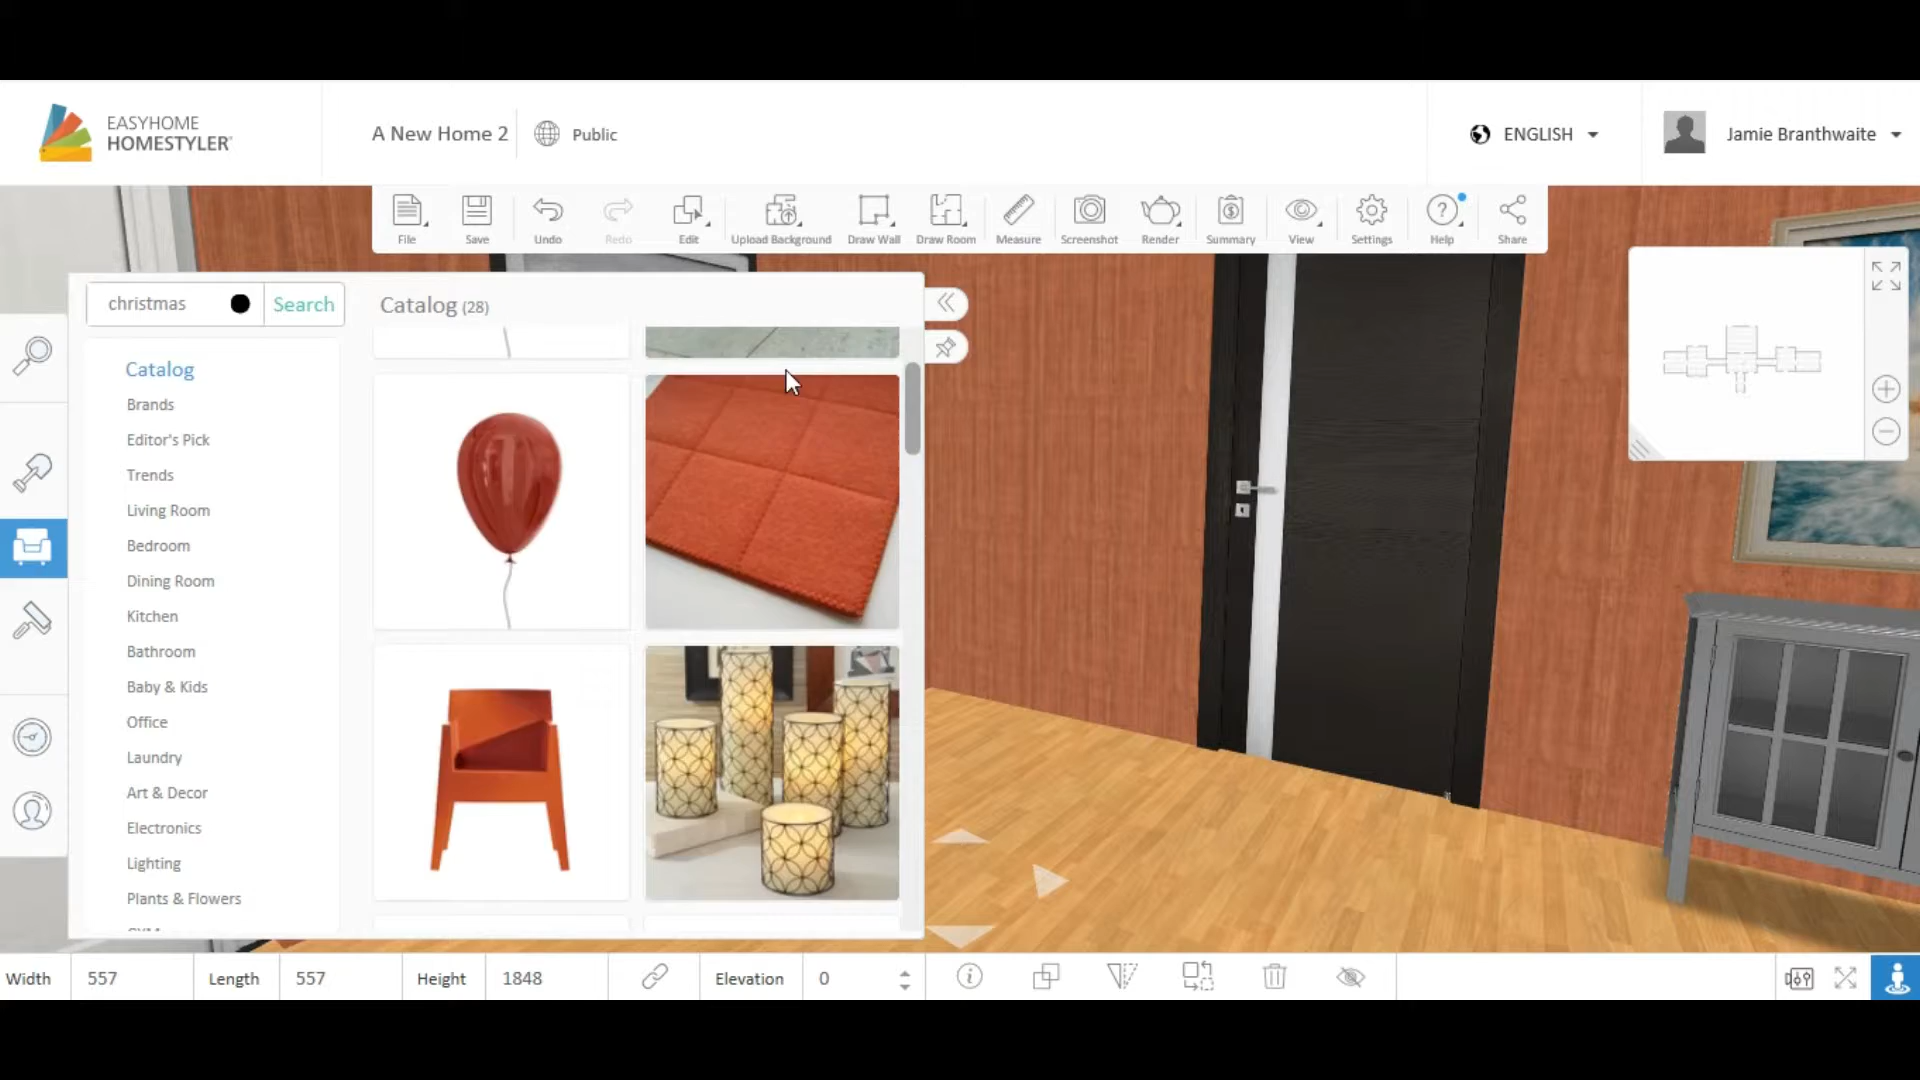 EASYHOME
HOMESTYLER
A New Home 2
Public
ENGLISH
Jamie Branthwaite
File
Save
Undo
Redo
Edit
Upload Background
Draw Wall
Draw Room
Measure
Screenshot
Render
Summary
View
Settings
Help
Share
christmas
Search
Catalog (28)
Catalog
Brands
Editor's Pick
Trends
Living Room
Bedroom
Dining Room
Kitchen
Bathroom
Baby & Kids
Office
Laundry
Art & Decor
Electronics
Lighting
Plants & Flowers
Width
557
Length
557
Height
1848
Elevation
0